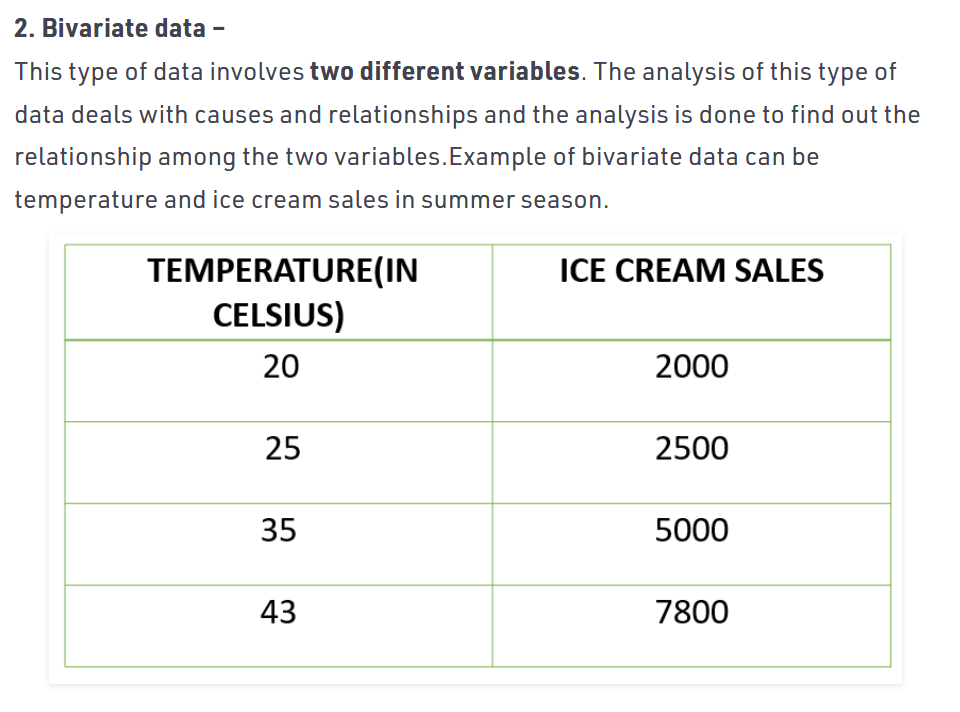 2. Bivariate data –
This type of data involves two different variables. The analysis of this type of
data deals with causes and relationships and the analysis is done to find out the
relationship among the two variables.Example of bivariate data can be
temperature and ice cream sales in summer season.
TEMPERATURE(IN CELSIUS) ICE CREAM SALES
20 2000
25 2500
35 5000
43 7800